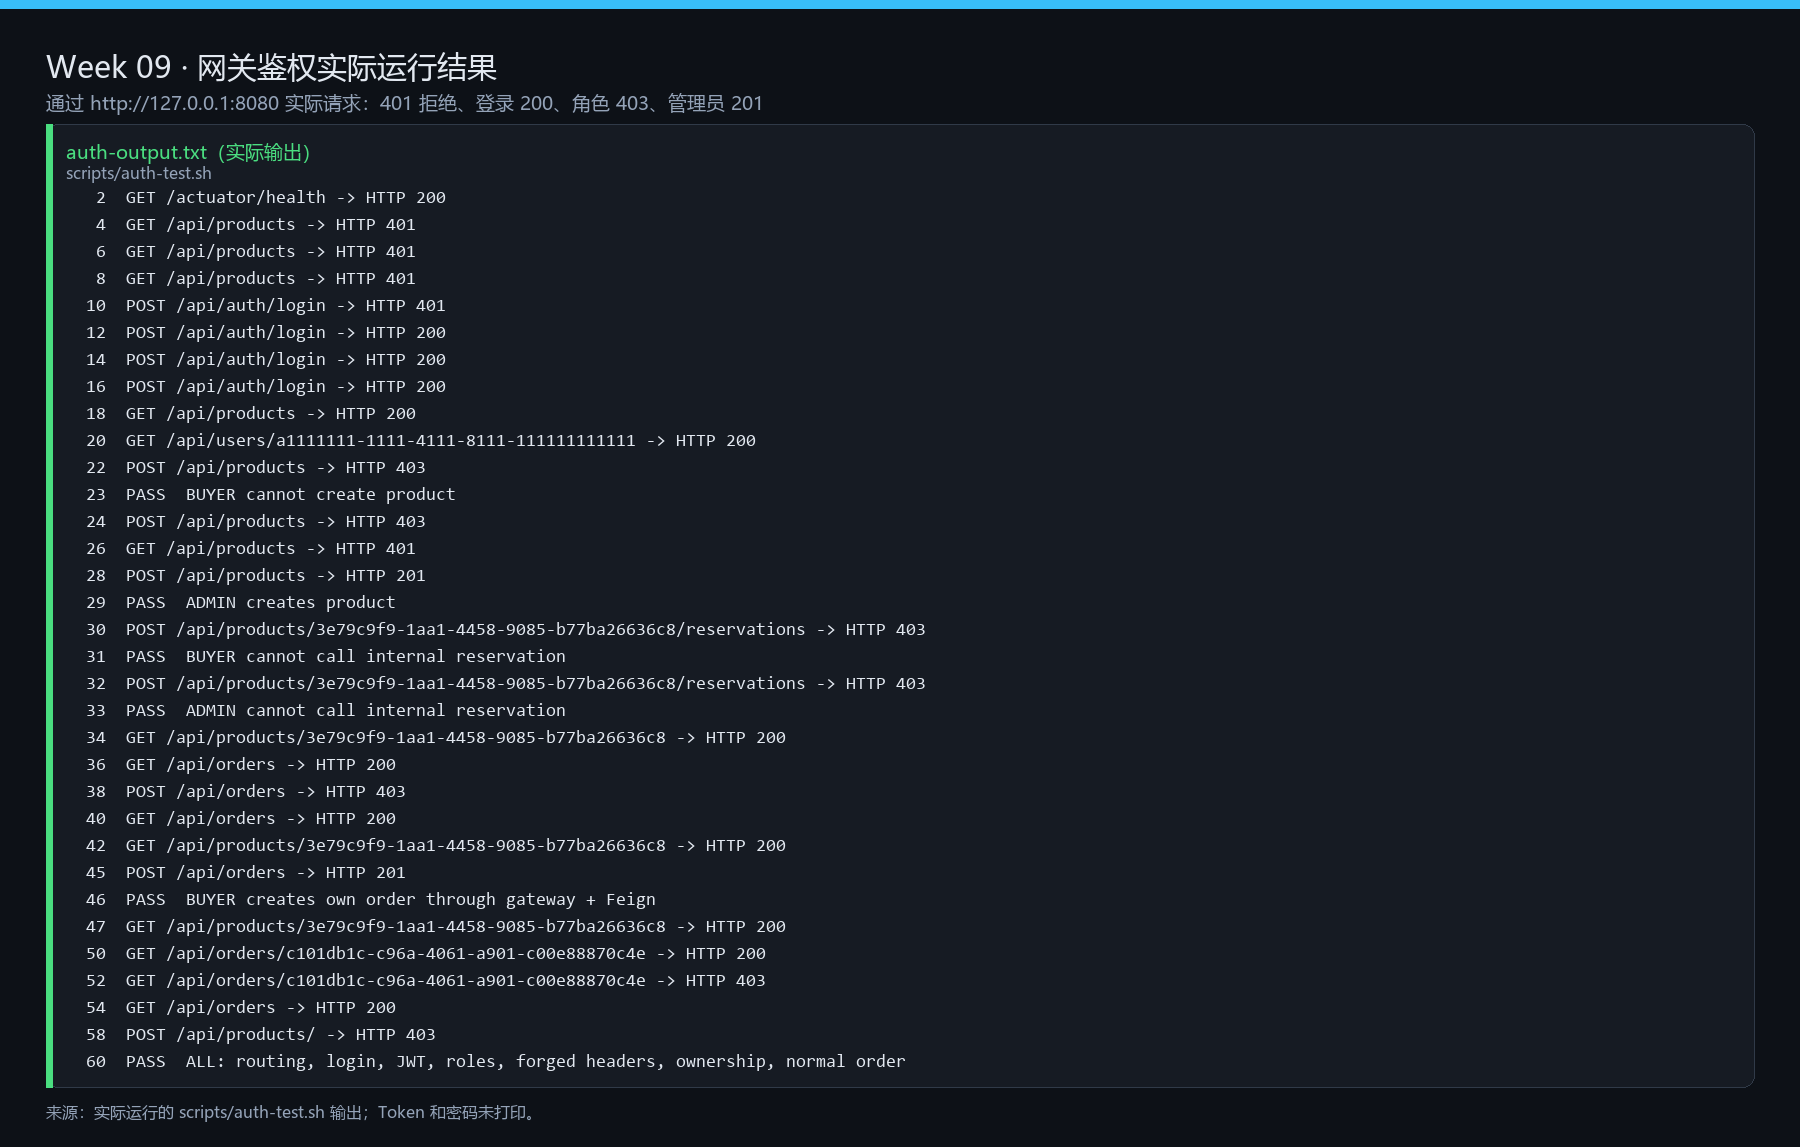 Week 09 · 网关鉴权实际运行结果
通过 http://127.0.0.1:8080 实际请求：401 拒绝、登录 200、角色 403、管理员 201
auth-output.txt（实际输出）
scripts/auth-test.sh
2 GET /actuator/health -> HTTP 200
4 GET /api/products -> HTTP 401
6 GET /api/products -> HTTP 401
8 GET /api/products -> HTTP 401
10 POST /api/auth/login -> HTTP 401
12 POST /api/auth/login -> HTTP 200
14 POST /api/auth/login -> HTTP 200
16 POST /api/auth/login -> HTTP 200
18 GET /api/products -> HTTP 200
20 GET /api/users/a1111111-1111-4111-8111-111111111111 -> HTTP 200
22 POST /api/products -> HTTP 403
23 PASS  BUYER cannot create product
24 POST /api/products -> HTTP 403
26 GET /api/products -> HTTP 401
28 POST /api/products -> HTTP 201
29 PASS  ADMIN creates product
30 POST /api/products/3e79c9f9-1aa1-4458-9085-b77ba26636c8/reservations -> HTTP 403
31 PASS  BUYER cannot call internal reservation
32 POST /api/products/3e79c9f9-1aa1-4458-9085-b77ba26636c8/reservations -> HTTP 403
33 PASS  ADMIN cannot call internal reservation
34 GET /api/products/3e79c9f9-1aa1-4458-9085-b77ba26636c8 -> HTTP 200
36 GET /api/orders -> HTTP 200
38 POST /api/orders -> HTTP 403
40 GET /api/orders -> HTTP 200
42 GET /api/products/3e79c9f9-1aa1-4458-9085-b77ba26636c8 -> HTTP 200
45 POST /api/orders -> HTTP 201
46 PASS  BUYER creates own order through gateway + Feign
47 GET /api/products/3e79c9f9-1aa1-4458-9085-b77ba26636c8 -> HTTP 200
50 GET /api/orders/c101db1c-c96a-4061-a901-c00e88870c4e -> HTTP 200
52 GET /api/orders/c101db1c-c96a-4061-a901-c00e88870c4e -> HTTP 403
54 GET /api/orders -> HTTP 200
58 POST /api/products/ -> HTTP 403
60 PASS  ALL: routing, login, JWT, roles, forged headers, ownership, normal order
来源：实际运行的 scripts/auth-test.sh 输出；Token 和密码未打印。